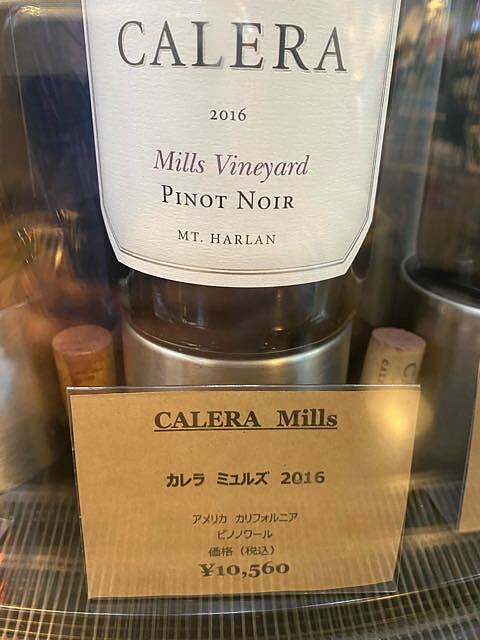 CALERA
2016
Mills Vineyard
PINOT NOIR
MT. HARLAN
CALERA Mills
カレラ ミュルズ 2016
アメリカ カリフォルニア
ピノノワール
価格（税込）
¥10,560